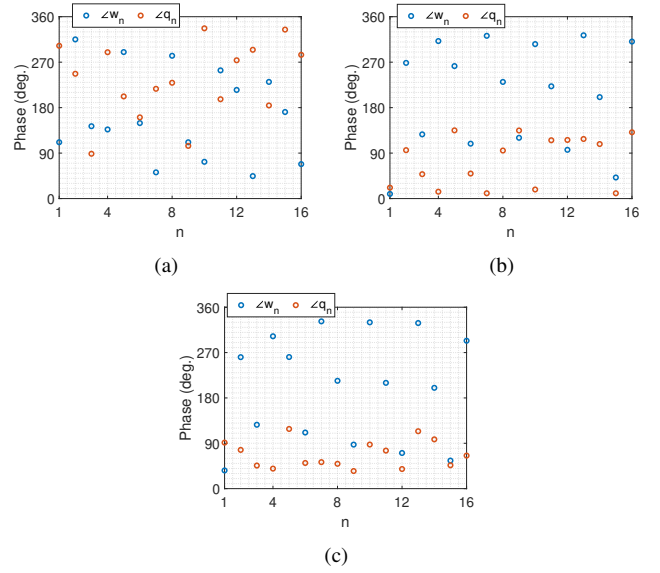 ∠w_n ∠q_n
360
270
180
90
0
Phase (deg.)
1 4 8 12 16
n
(a)
∠w_n ∠q_n
360
270
180
90
0
Phase (deg.)
1 4 8 12 16
n
(b)
∠w_n ∠q_n
360
270
180
90
0
Phase (deg.)
1 4 8 12 16
n
(c)